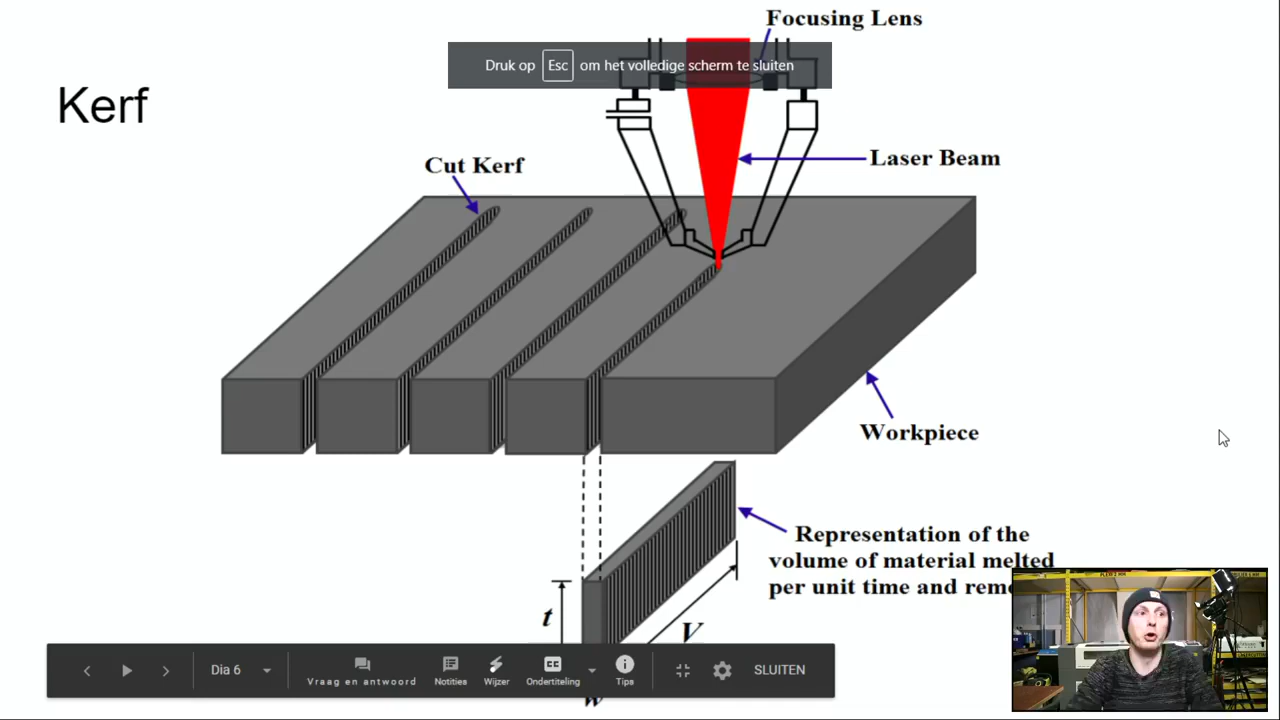 Focusing Lens
Druk op Esc om het volledige scherm te sluiten
Kerf
Cut Kerf
Laser Beam
Workpiece
Representation of the
volume of material melted
per unit time and
t
V
w
Dia 6
Vraag en antwoord
Notities
Wijzer
CC
Ondertiteling
Tips
SLUITEN